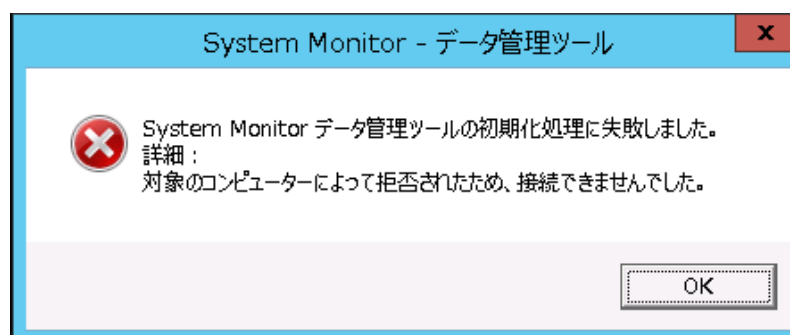 System Monitor - データ管理ツール
x
System Monitor データ管理ツールの初期化処理に失敗しました。
詳細：
対象のコンピューターによって拒否されたため、接続できませんでした。
OK